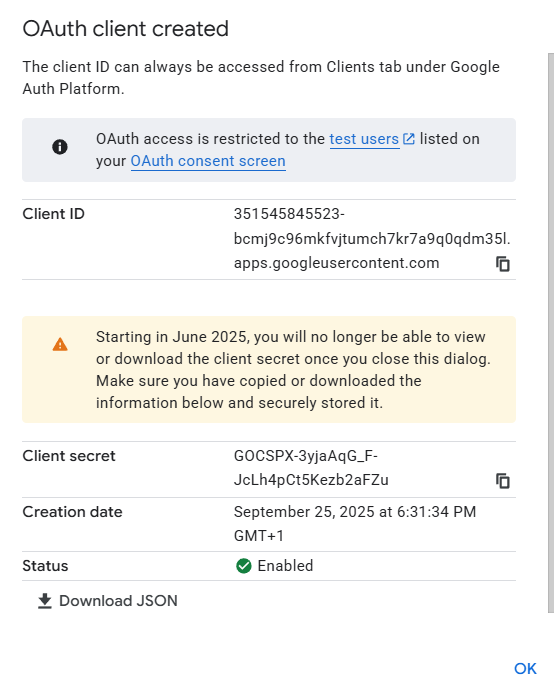 OAuth client created
The client ID can always be accessed from Clients tab under Google
Auth Platform.
OAuth access is restricted to the test users listed on
your OAuth consent screen
Client ID
351545845523-
bcmj9c96mkfvjtumch7kr7a9q0qdm35l.
apps.googleusercontent.com
Starting in June 2025, you will no longer be able to view
or download the client secret once you close this dialog.
Make sure you have copied or downloaded the
information below and securely stored it.
Client secret
GOCSPX-3yjaAqG_F-
JcLh4pCt5Kezb2aFZu
Creation date
September 25, 2025 at 6:31:34 PM
GMT+1
Status
Enabled
Download JSON
OK